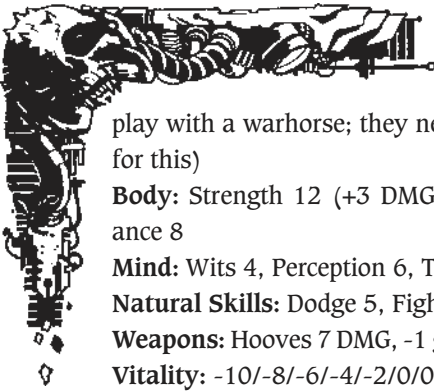 play with a warhorse; they ne
for this)
Body: Strength 12 (+3 DMG
ance 8
Mind: Wits 4, Perception 6, T
Natural Skills: Dodge 5, Figh
Weapons: Hooves 7 DMG, -1
Vitality: -10/-8/-6/-4/-2/0/0